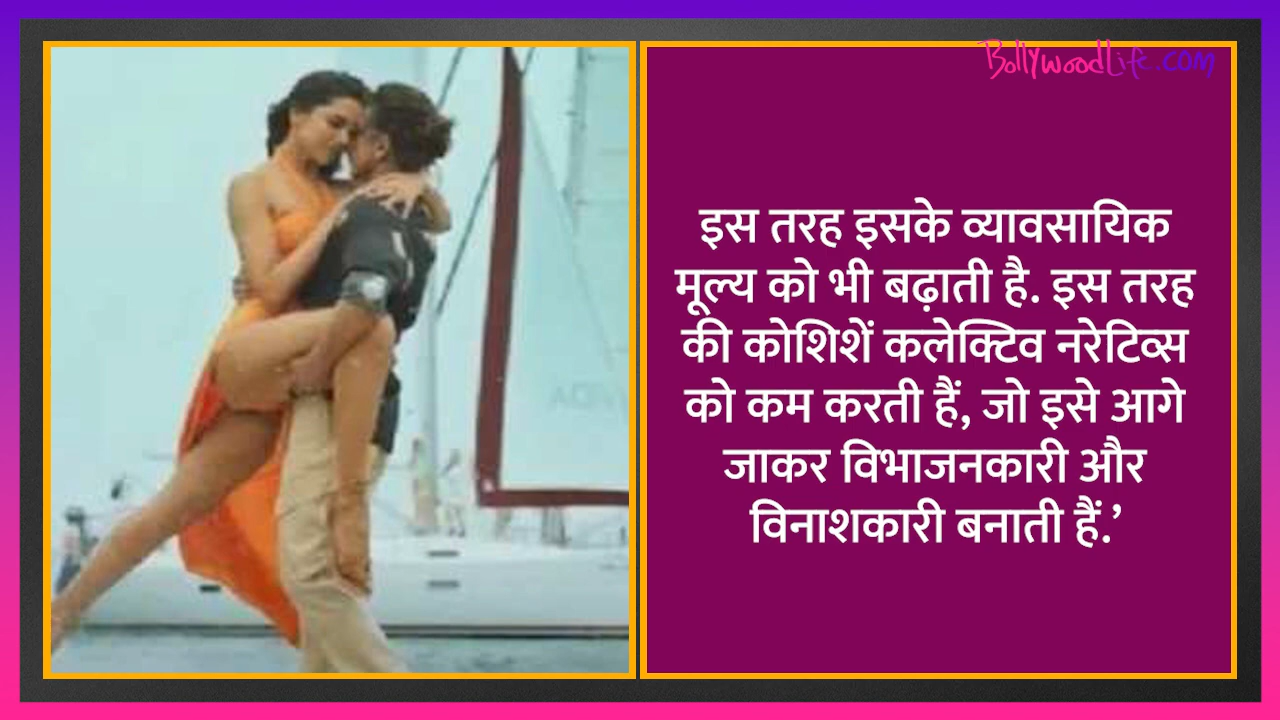 BollywoodLife.com
इस तरह इसके व्यावसायिक
मूल्य को भी बढ़ाती है. इस तरह
की कोशिशें कलेक्टिव नरेटिव्स
को कम करती हैं, जो इसे आगे
जाकर विभाजनकारी और
विनाशकारी बनाती हैं.’